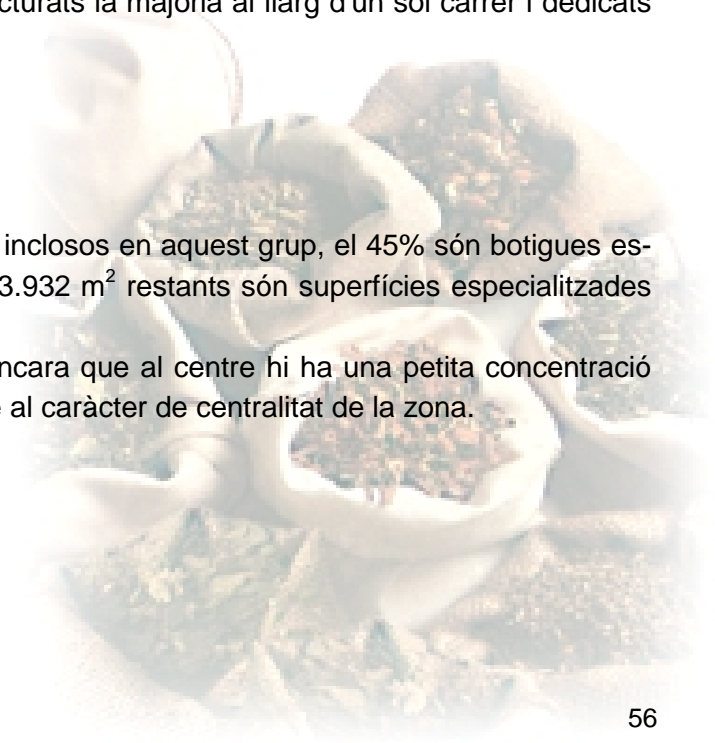 cturats la majoria al llarg d'un sol carrer i dedicats
inclosos en aquest grup, el 45% són botigues es-
3.932 m² restants són superfícies especialitzades
ncara que al centre hi ha una petita concentració
al caràcter de centralitat de la zona.
56